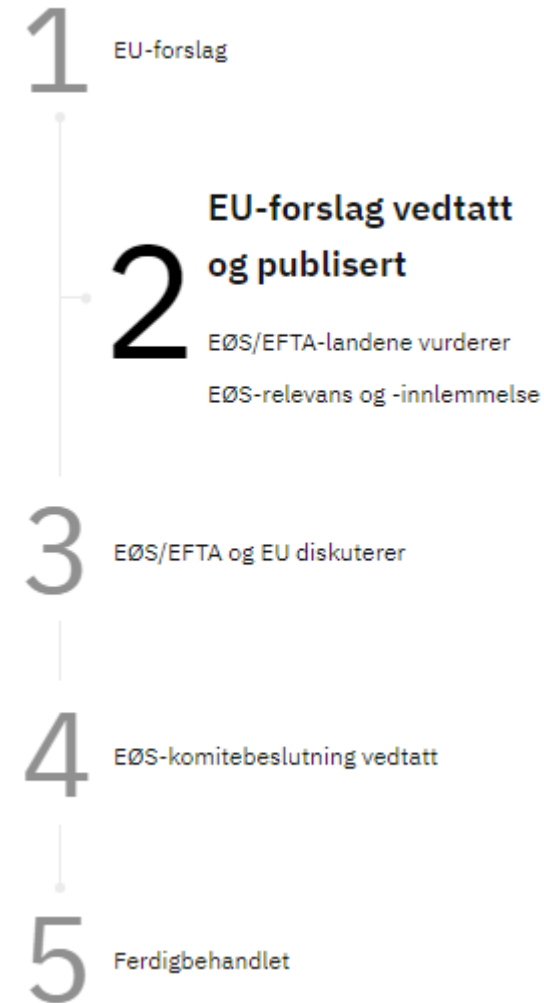 1
EU-forslag
2
EU-forslag vedtatt
og publisert
EØS/EFTA-landene vurderer
EØS-relevans og -innlemmelse
3
EØS/EFTA og EU diskuterer
4
EØS-komitebeslutning vedtatt
5
Ferdigbehandlet